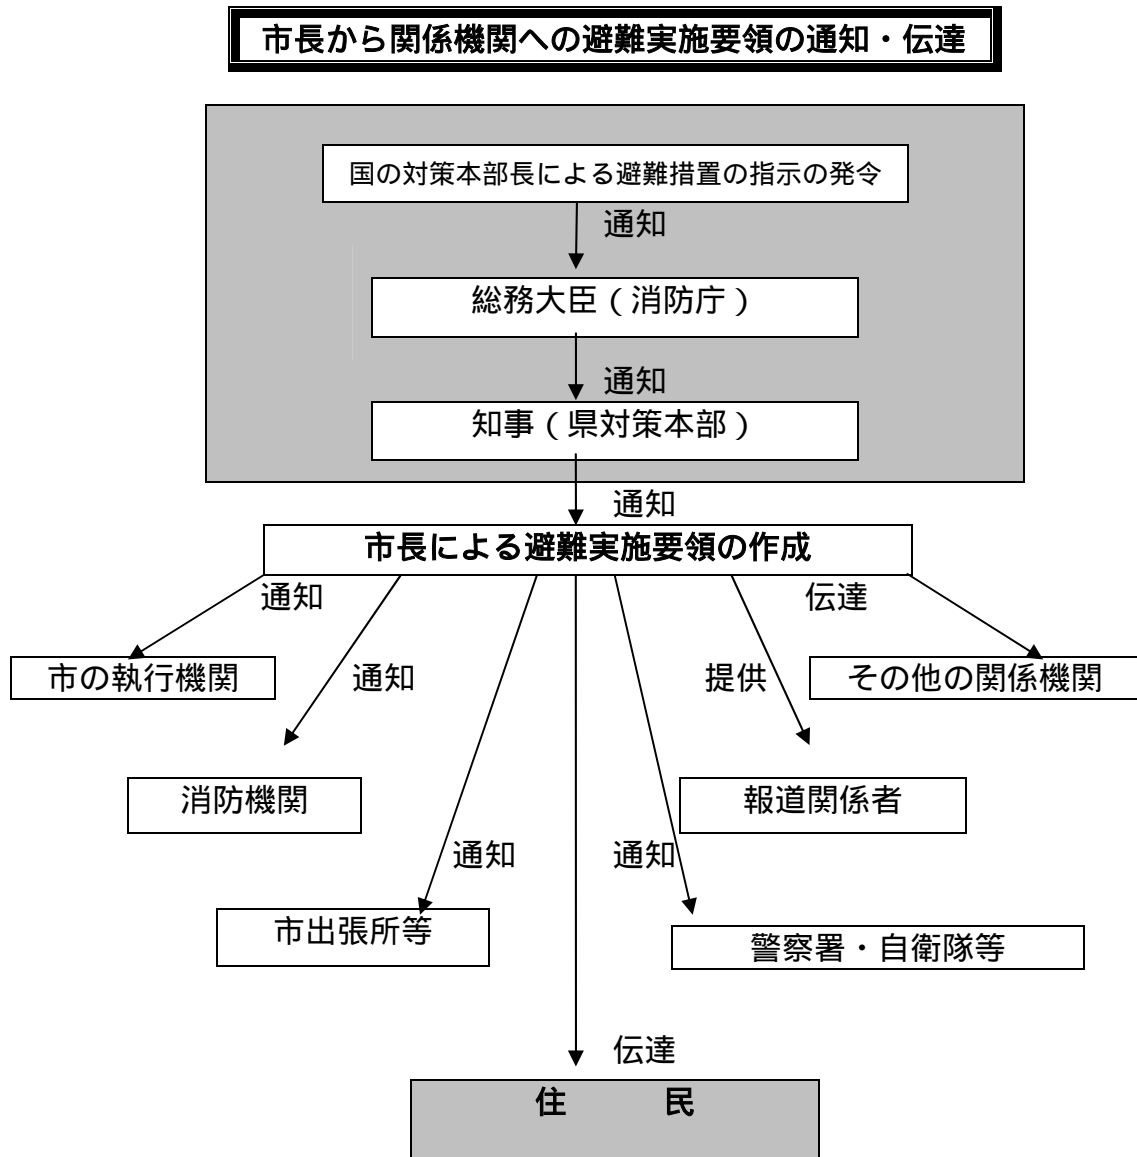 市長から関係機関への避難実施要領の通知・伝達
国の対策本部長による避難措置の指示の発令
通知
総務大臣（消防庁）
通知
知事（県対策本部）
通知
市長による避難実施要領の作成
通知
伝達
市の執行機関
通知
提供
その他の関係機関
消防機関
報道関係者
通知
通知
市出張所等
警察署・自衛隊等
伝達
住　　　民